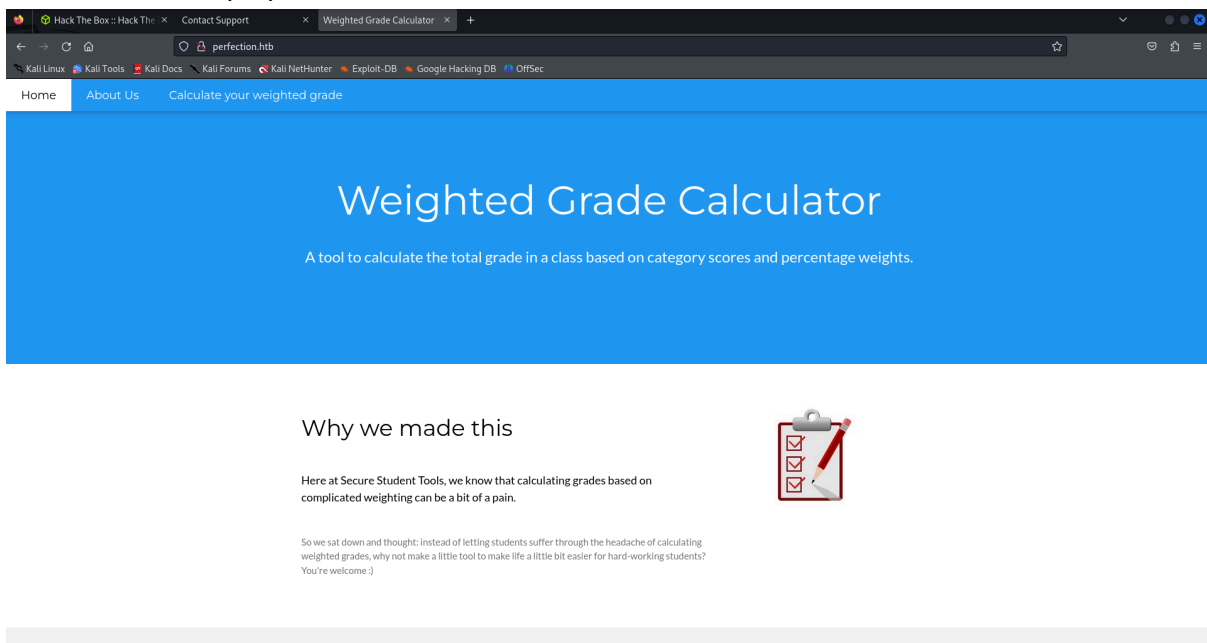 Hack The Box :: Hack The
Contact Support
Weighted Grade Calculator
perfection.htb
Kali Linux
Kali Tools
Kali Docs
Kali Forums
Kali NetHunter
Exploit-DB
Google Hacking DB
OffSec
Home
About Us
Calculate your weighted grade
Weighted Grade Calculator
A tool to calculate the total grade in a class based on category scores and percentage weights.
Why we made this
Here at Secure Student Tools, we know that calculating grades based on
complicated weighting can be a bit of a pain.
So we sat down and thought: instead of letting students suffer through the headache of calculating
weighted grades, why not make a little tool to make life a little bit easier for hard-working students?
You're welcome :)